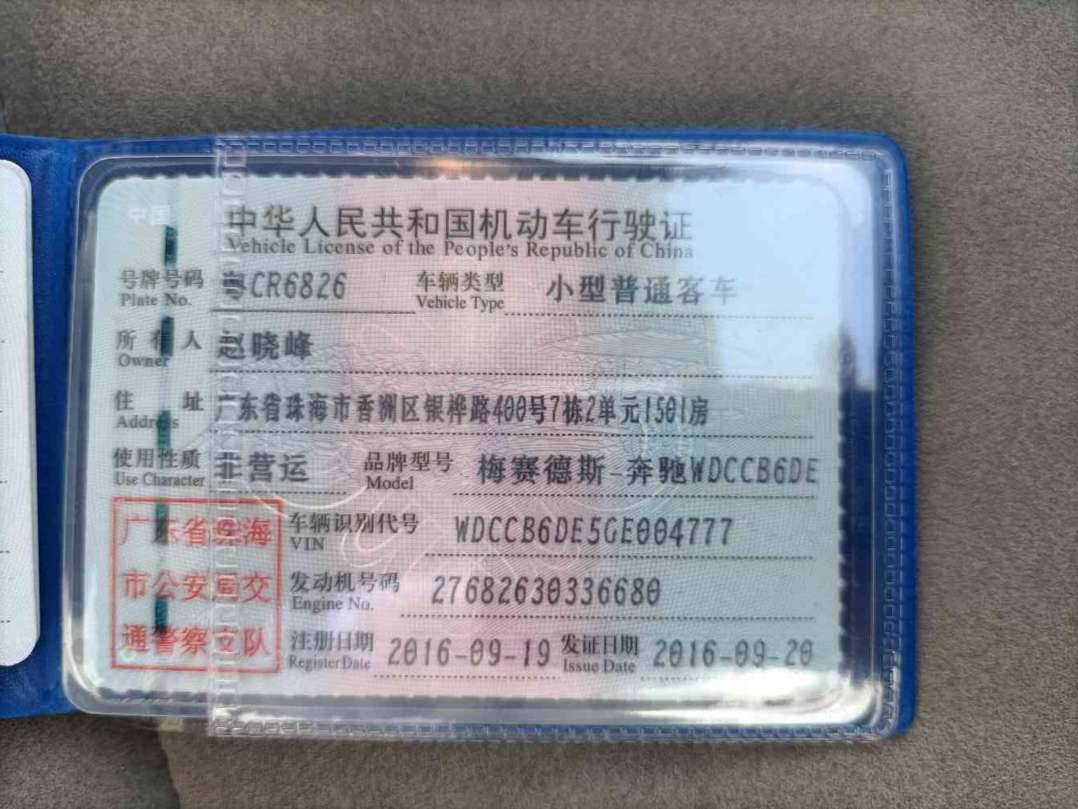 中国
中华人民共和国机动车行驶证
Vehicle License of the People's Republic of China
号牌号码 粤CR6826 车辆类型 小型普通客车
Plate No. Vehicle Type
所有人 赵晓峰
Owner
住址 广东省珠海市香洲区银桦路400号7栋2单元1501房
Address
使用性质 非营运 品牌型号 梅赛德斯-奔驰WDCCB6DE
Use Character Model
广东省珠海 车辆识别代号 WDCCB6DE5GE004777
VIN
市公安局交 发动机号码 27682630336680
Engine No.
通警察支队 注册日期 2016-09-19 发证日期 2016-09-20
Register Date Issue Date